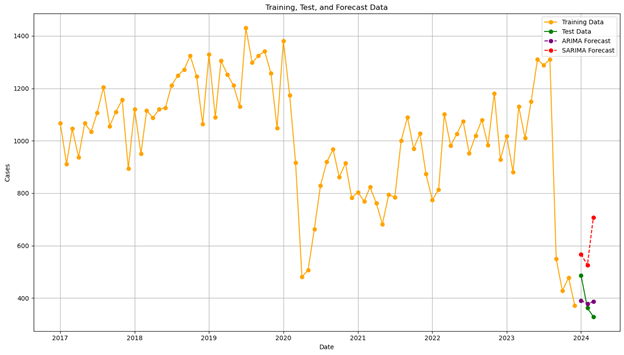 Training, Test, and Forecast Data
Training Data
Test Data
ARIMA Forecast
SARIMA Forecast
1400
1200
1000
800
600
400
Cases
2017 2018 2019 2020 2021 2022 2023 2024
Date